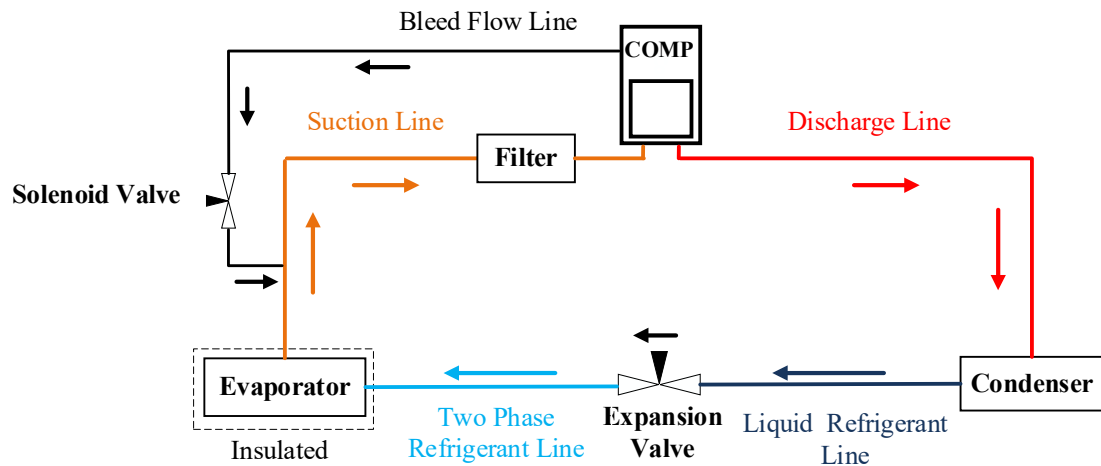 Bleed Flow Line
COMP
Suction Line
Discharge Line
Filter
Solenoid Valve
Evaporator
Condenser
Two Phase
Refrigerant Line
Expansion
Valve
Liquid Refrigerant
Line
Insulated